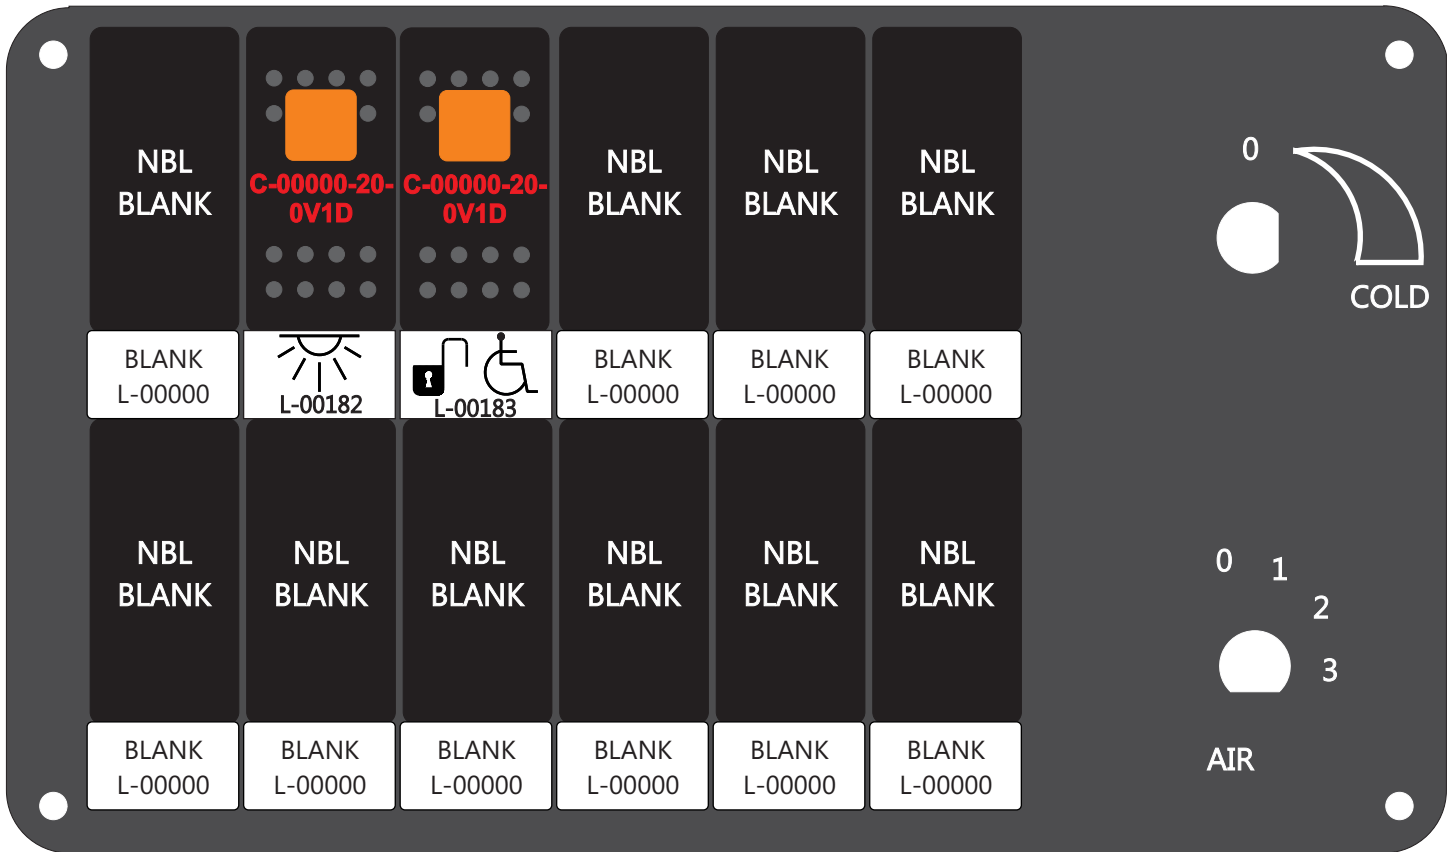 NBL
BLANK
C-00000-20-
0V1D
C-00000-20-
0V1D
NBL
BLANK
NBL
BLANK
NBL
BLANK
0
COLD
BLANK
L-00000
L-00182
L-00183
BLANK
L-00000
BLANK
L-00000
BLANK
L-00000
NBL
BLANK
NBL
BLANK
NBL
BLANK
NBL
BLANK
NBL
BLANK
NBL
BLANK
0
1
2
3
AIR
BLANK
L-00000
BLANK
L-00000
BLANK
L-00000
BLANK
L-00000
BLANK
L-00000
BLANK
L-00000